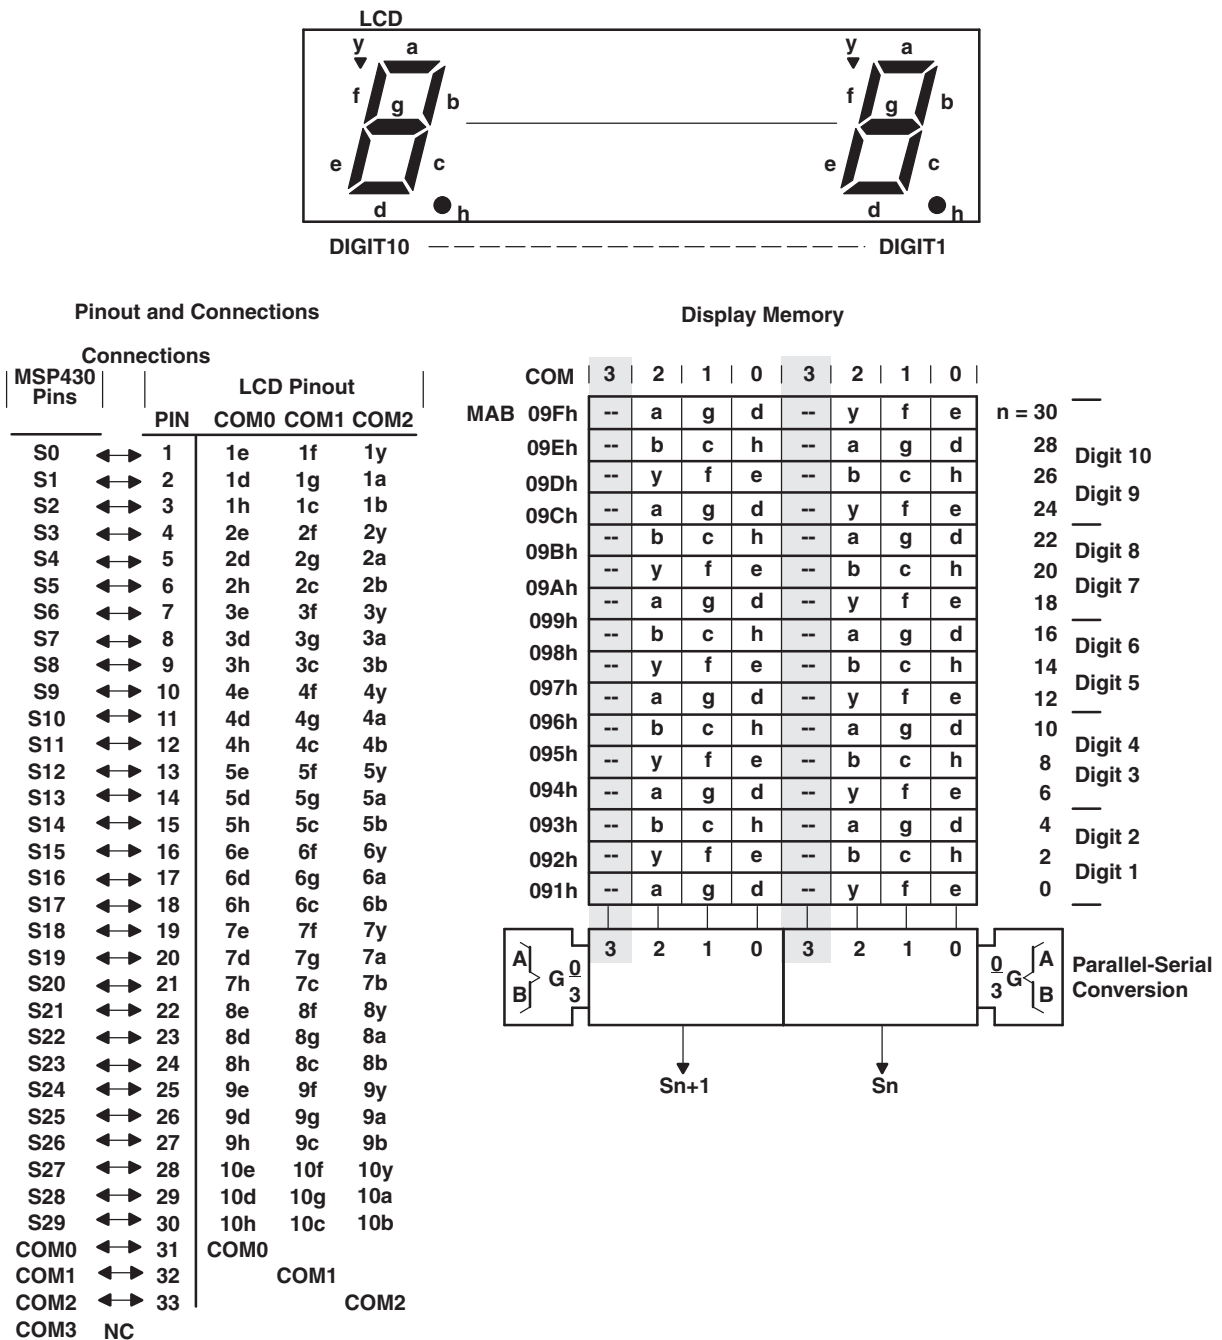 LCD
y a y a
f g b f g b
e c e c
d h d h
DIGIT10 DIGIT1
Pinout and Connections
Connections
MSP430 Pins LCD Pinout
PIN COM0 COM1 COM2
S0 1 1e 1f 1y
S1 2 1d 1g 1a
S2 3 1h 1c 1b
S3 4 2e 2f 2y
S4 5 2d 2g 2a
S5 6 2h 2c 2b
S6 7 3e 3f 3y
S7 8 3d 3g 3a
S8 9 3h 3c 3b
S9 10 4e 4f 4y
S10 11 4d 4g 4a
S11 12 4h 4c 4b
S12 13 5e 5f 5y
S13 14 5d 5g 5a
S14 15 5h 5c 5b
S15 16 6e 6f 6y
S16 17 6d 6g 6a
S17 18 6h 6c 6b
S18 19 7e 7f 7y
S19 20 7d 7g 7a
S20 21 7h 7c 7b
S21 22 8e 8f 8y
S22 23 8d 8g 8a
S23 24 8h 8c 8b
S24 25 9e 9f 9y
S25 26 9d 9g 9a
S26 27 9h 9c 9b
S27 28 10e 10f 10y
S28 29 10d 10g 10a
S29 30 10h 10c 10b
COM0 31 COM0
COM1 32 COM1
COM2 33 COM2
COM3 NC
Display Memory
COM 3 2 1 0 3 2 1 0
MAB 09Fh -- a g d -- y f e n = 30
09Eh -- b c h -- a g d 28
Digit 10
09Dh -- y f e -- b c h 26
Digit 9
09Ch -- a g d -- y f e 24
09Bh -- b c h -- a g d 22
Digit 8
09Ah -- y f e -- b c h 20
Digit 7
099h -- a g d -- y f e 18
098h -- b c h -- a g d 16
Digit 6
097h -- y f e -- b c h 14
Digit 5
096h -- a g d -- y f e 12
095h -- b c h -- a g d 10
Digit 4
-- y f e -- b c h 8
Digit 3
094h -- a g d -- y f e 6
093h -- b c h -- a g d 4
Digit 2
092h -- y f e -- b c h 2
Digit 1
091h -- a g d -- y f e 0
3 2 1 0 3 2 1 0
A B G 0 3 0 3 G A B
Parallel-Serial
Conversion
Sn+1 Sn